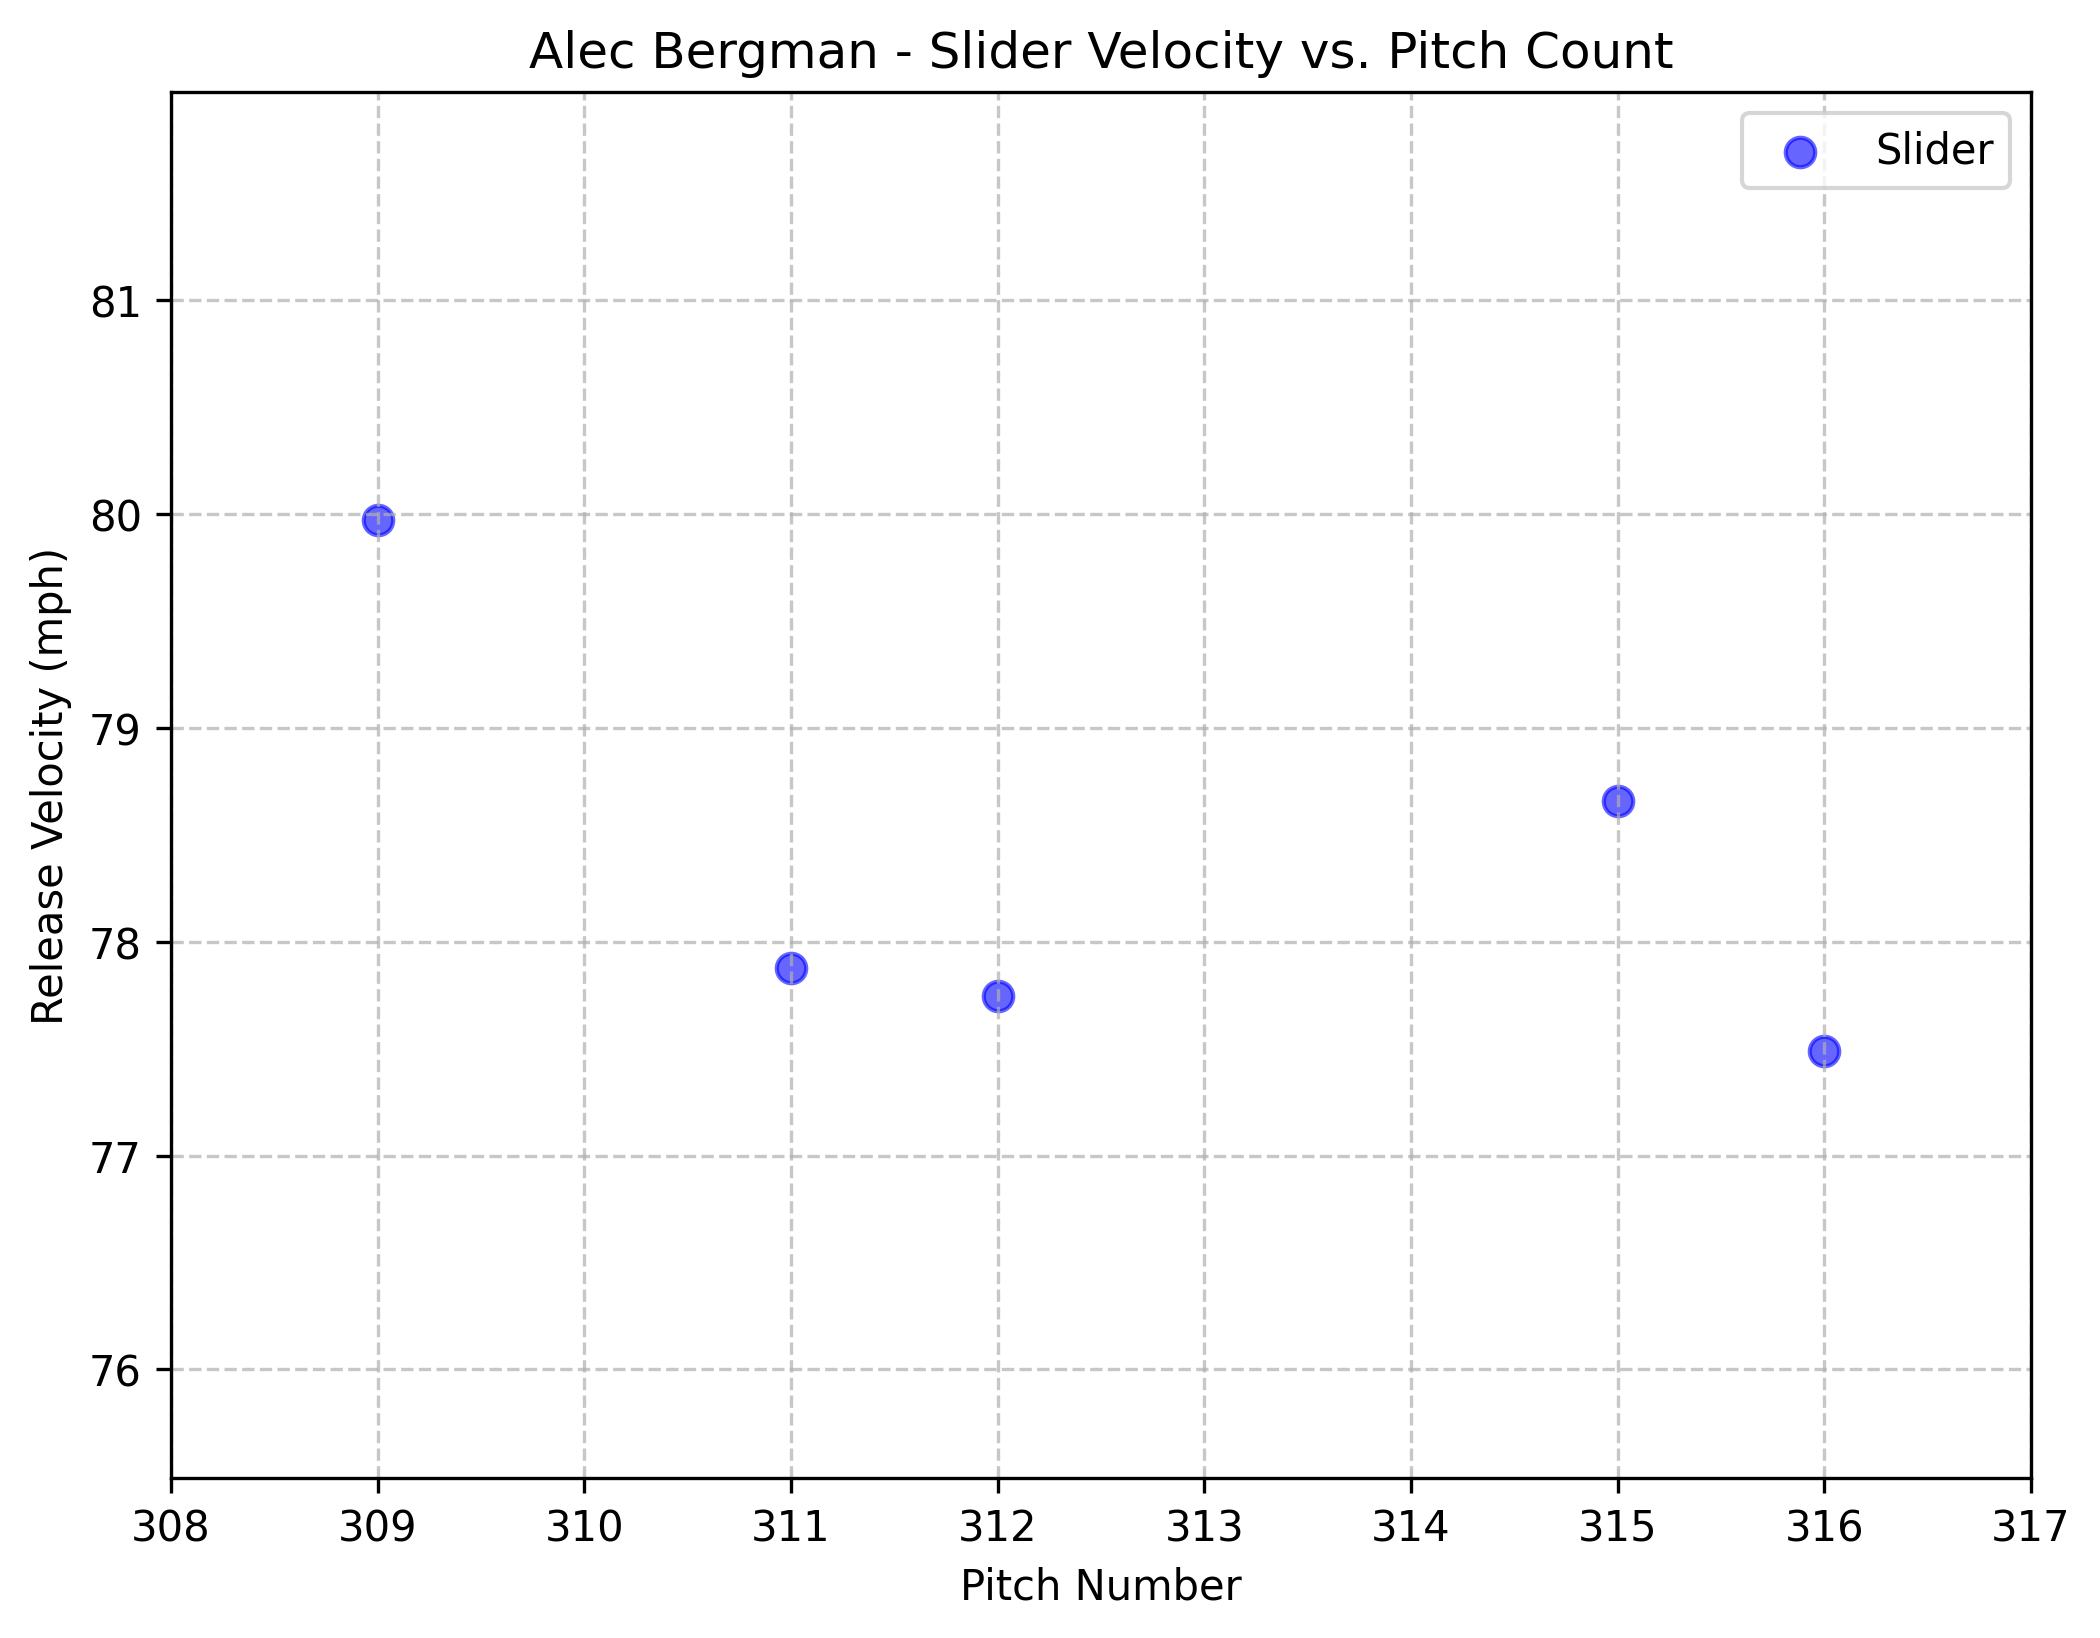 Alec Bergman - Slider Velocity vs. Pitch Count
Slider
Release Velocity (mph)
81
80
79
78
77
76
308 309 310 311 312 313 314 315 316 317
Pitch Number